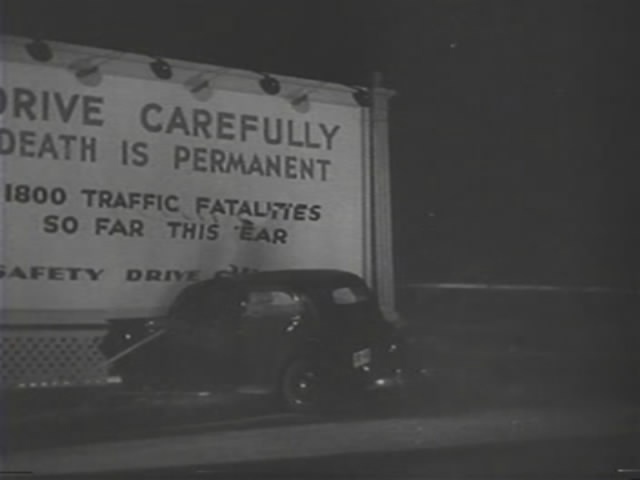 DRIVE CAREFULLY
DEATH IS PERMANENT
1800 TRAFFIC FATALITIES
SO FAR THIS EAR
SAFETY DRIVE